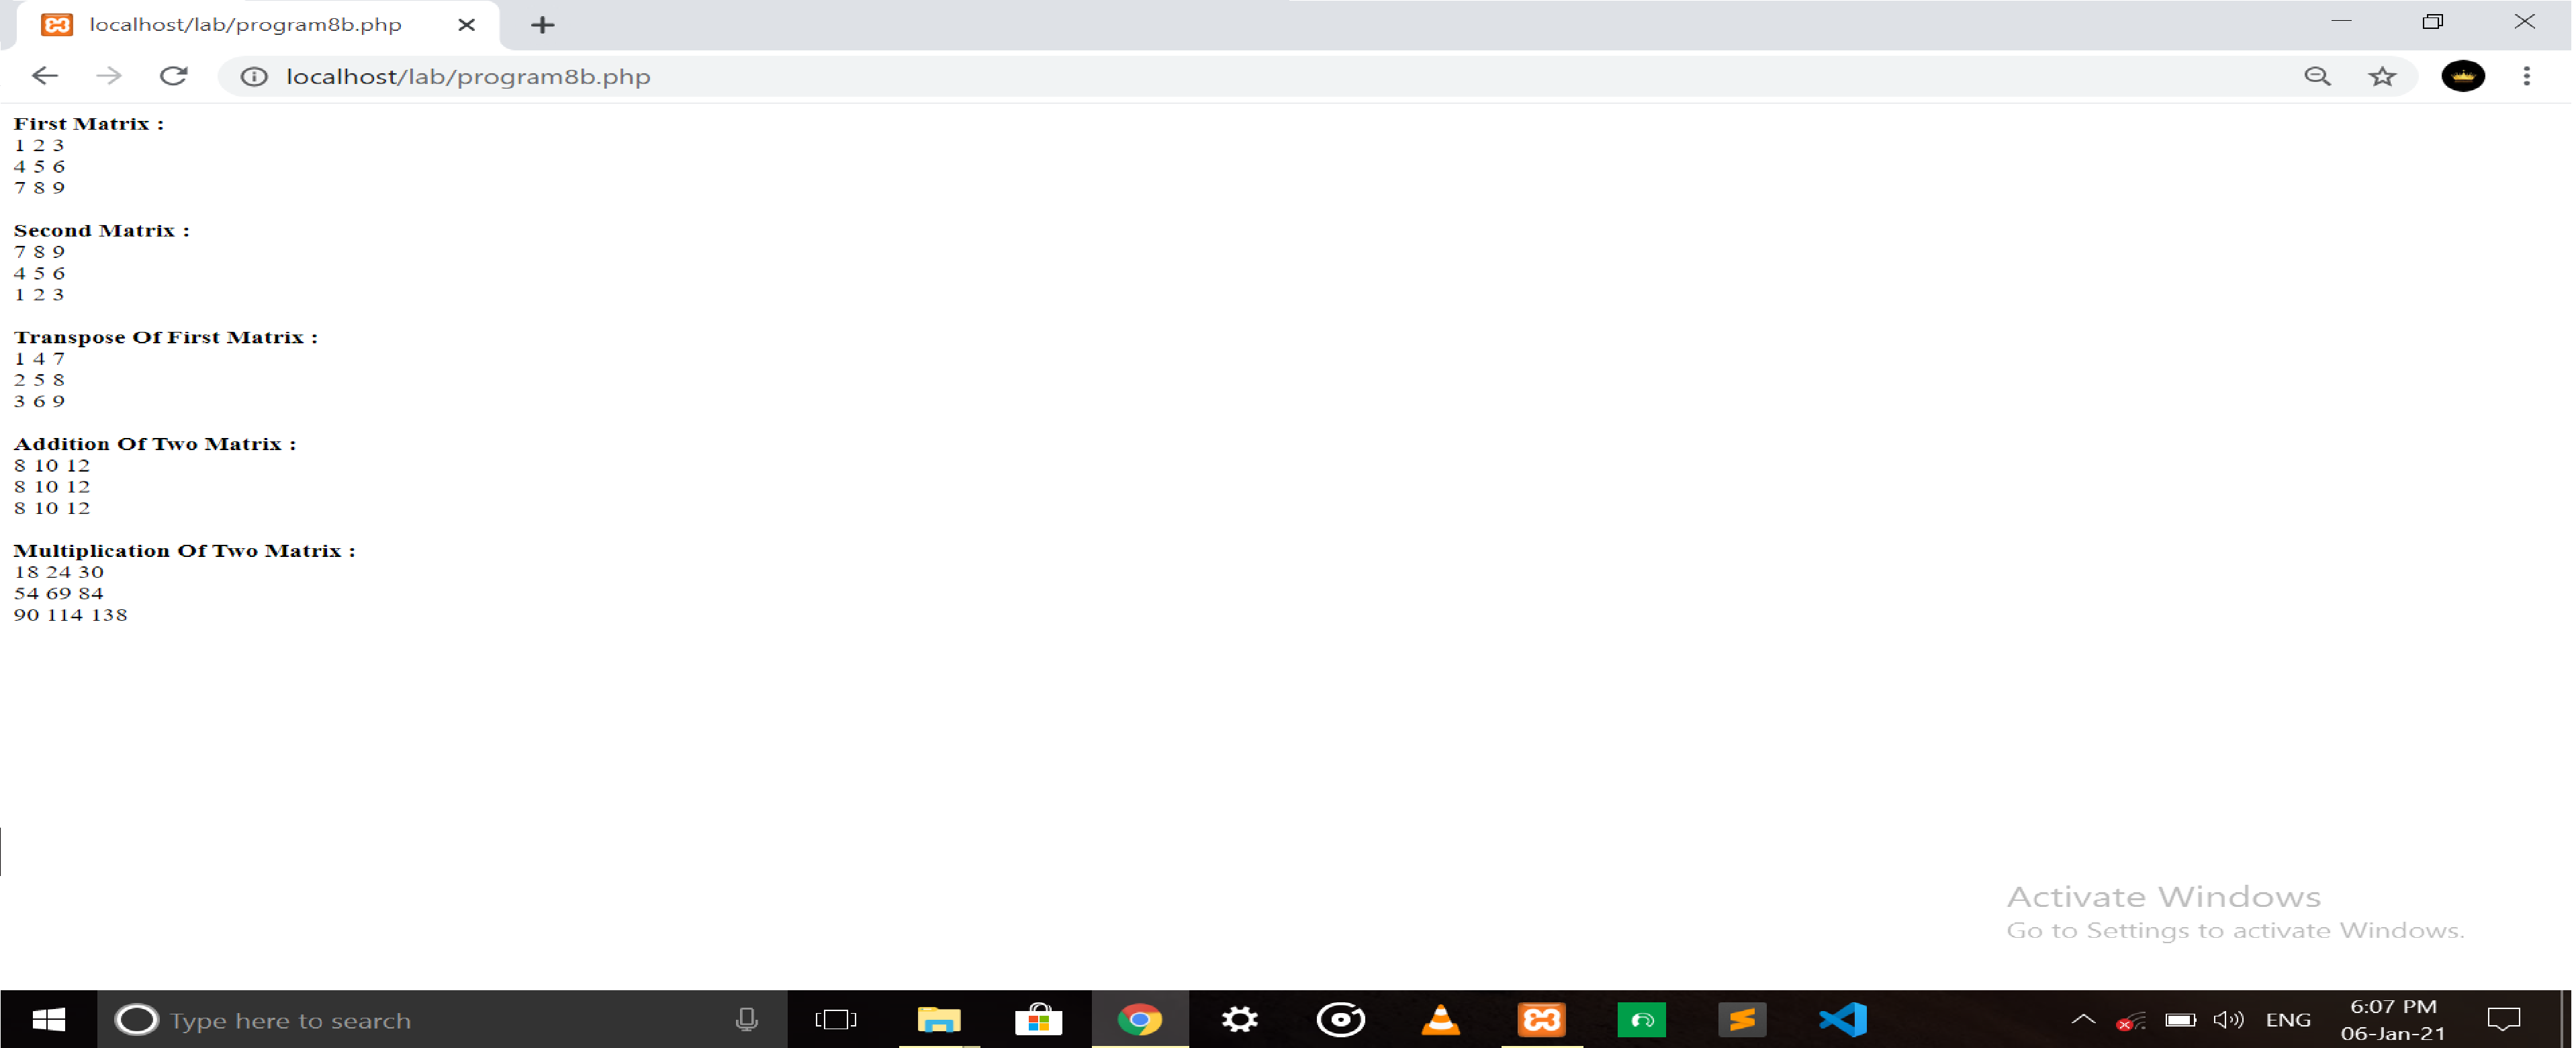 localhost/lab/program8b.php
localhost/lab/program8b.php
First Matrix :
1 2 3
4 5 6
7 8 9
Second Matrix :
7 8 9
4 5 6
1 2 3
Transpose Of First Matrix :
1 4 7
2 5 8
3 6 9
Addition Of Two Matrix :
8 10 12
8 10 12
8 10 12
Multiplication Of Two Matrix :
18 24 30
54 69 84
90 114 138
Activate Windows
Go to Settings to activate Windows.
Type here to search
ENG
6:07 PM
06-Jan-21